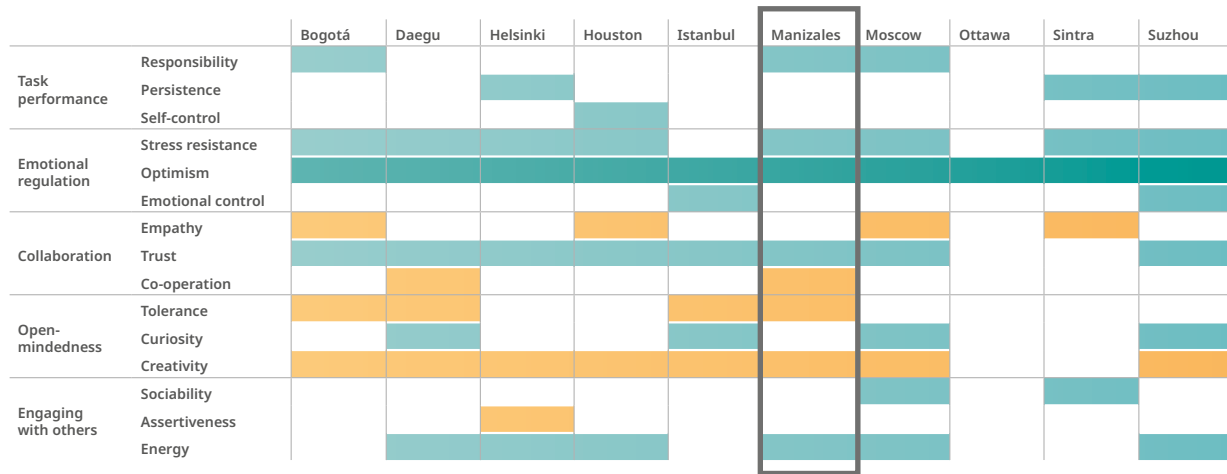 Bogotá Daegu Helsinki Houston Istanbul Manizales Moscow Ottawa Sintra Suzhou
Task
performance
Responsibility
Persistence
Self-control
Emotional
regulation
Stress resistance
Optimism
Emotional control
Collaboration
Empathy
Trust
Co-operation
Open-
mindedness
Tolerance
Curiosity
Creativity
Engaging
with others
Sociability
Assertiveness
Energy